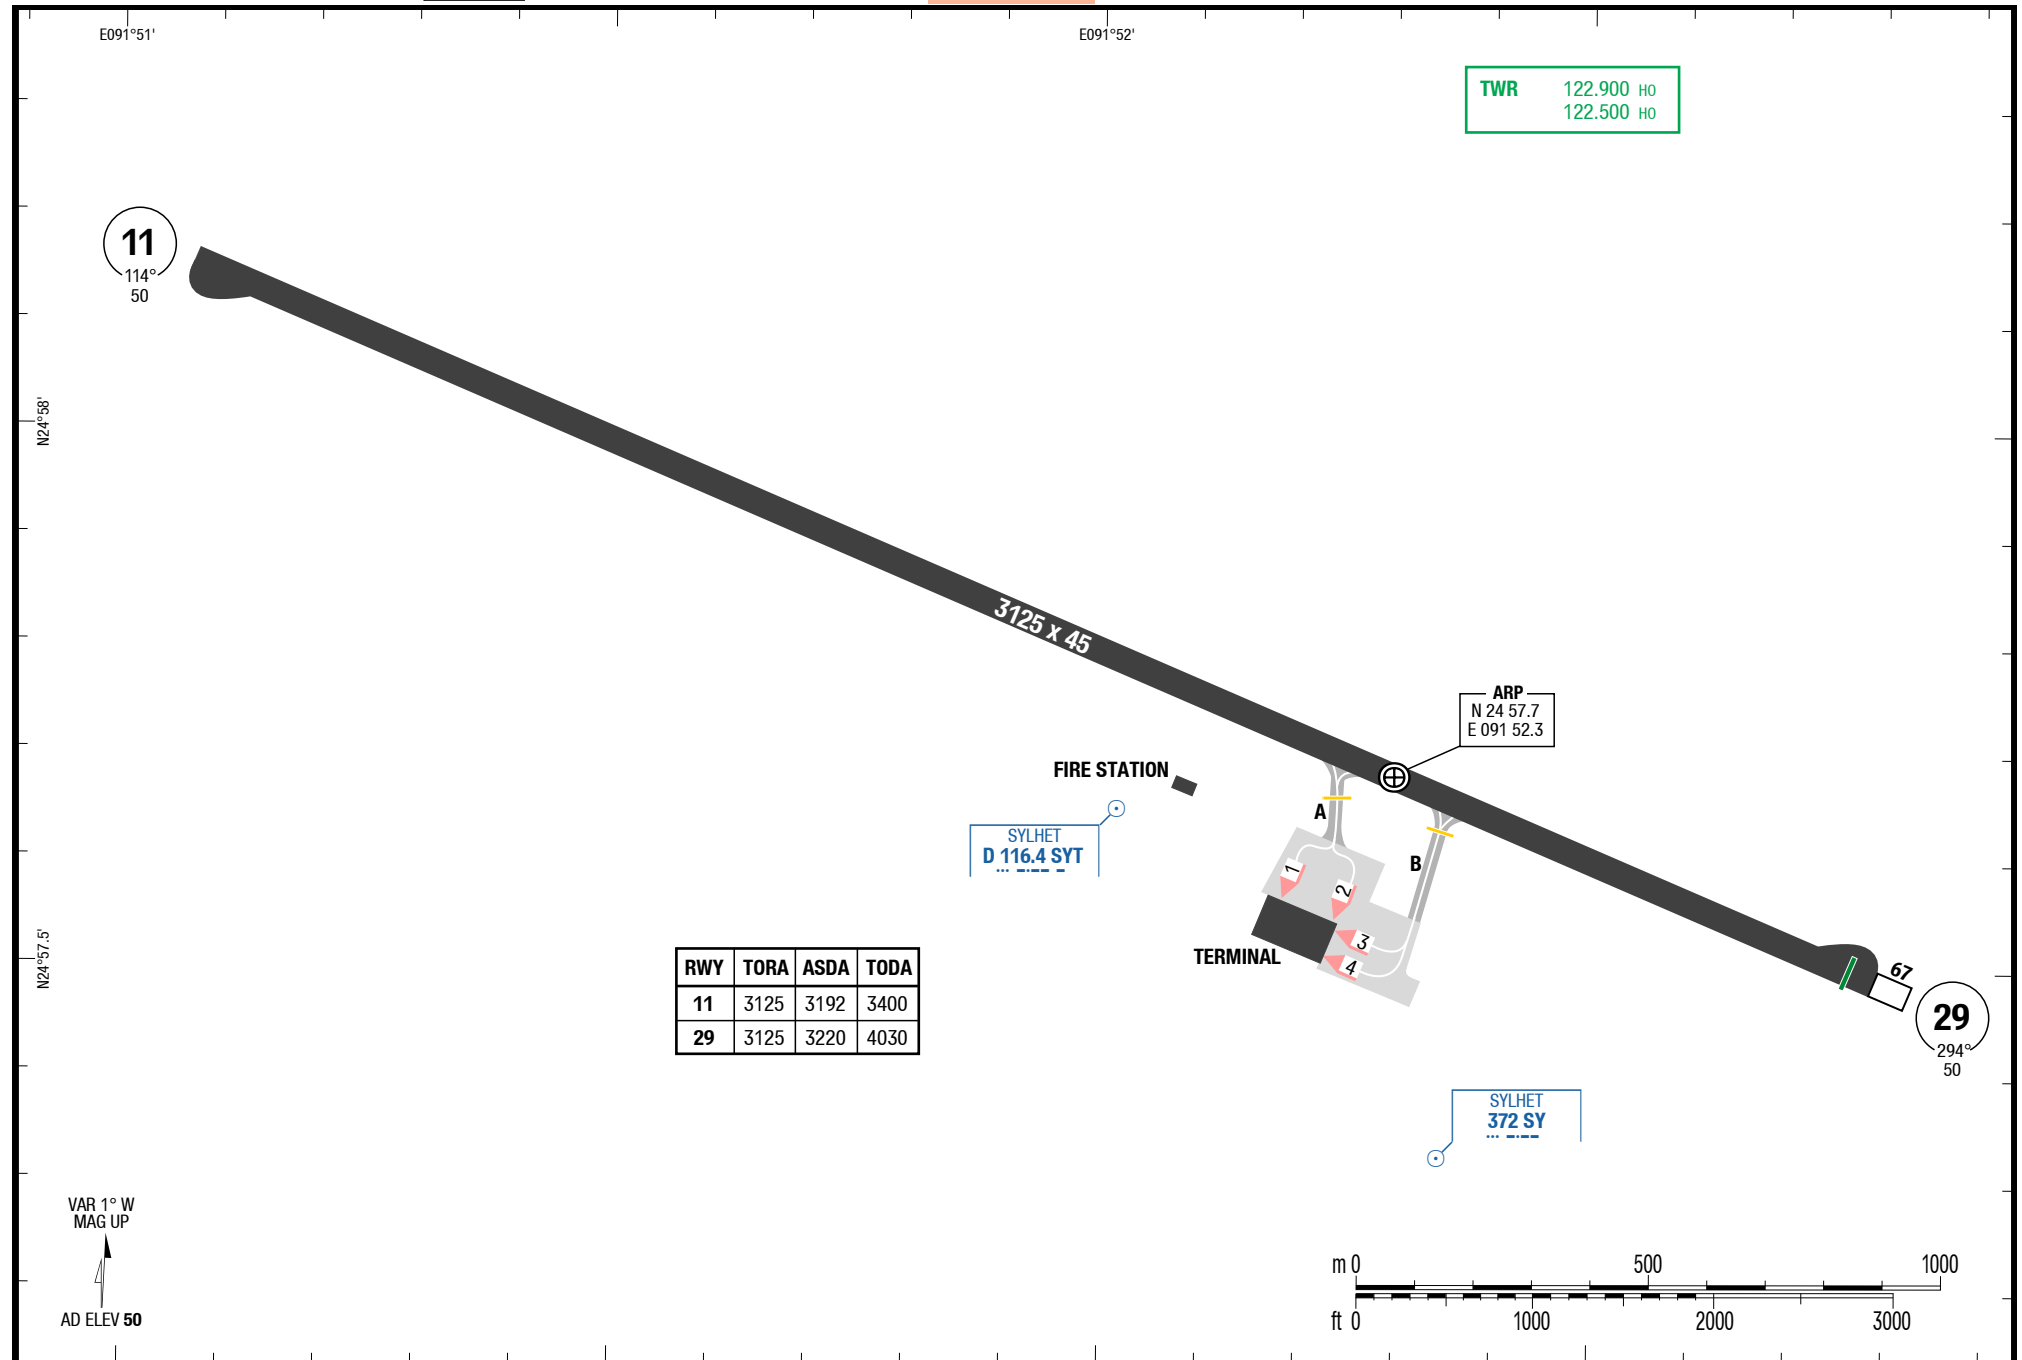 E091°51'
E091°52'
TWR 122.900 HO
122.500 HO
11
114°
50
N24°58'
3125 x 45
ARP
N 24 57.7
E 091 52.3
FIRE STATION
A
SYLHET
D 116.4 SYT
B
1
2
3
4
TERMINAL
N24°57.5'
RWY TORA ASDA TODA
11 3125 3192 3400
29 3125 3220 4030
67
29
294°
50
SYLHET
372 SY
VAR 1° W
MAG UP
AD ELEV 50
m 0 500 1000
ft 0 1000 2000 3000